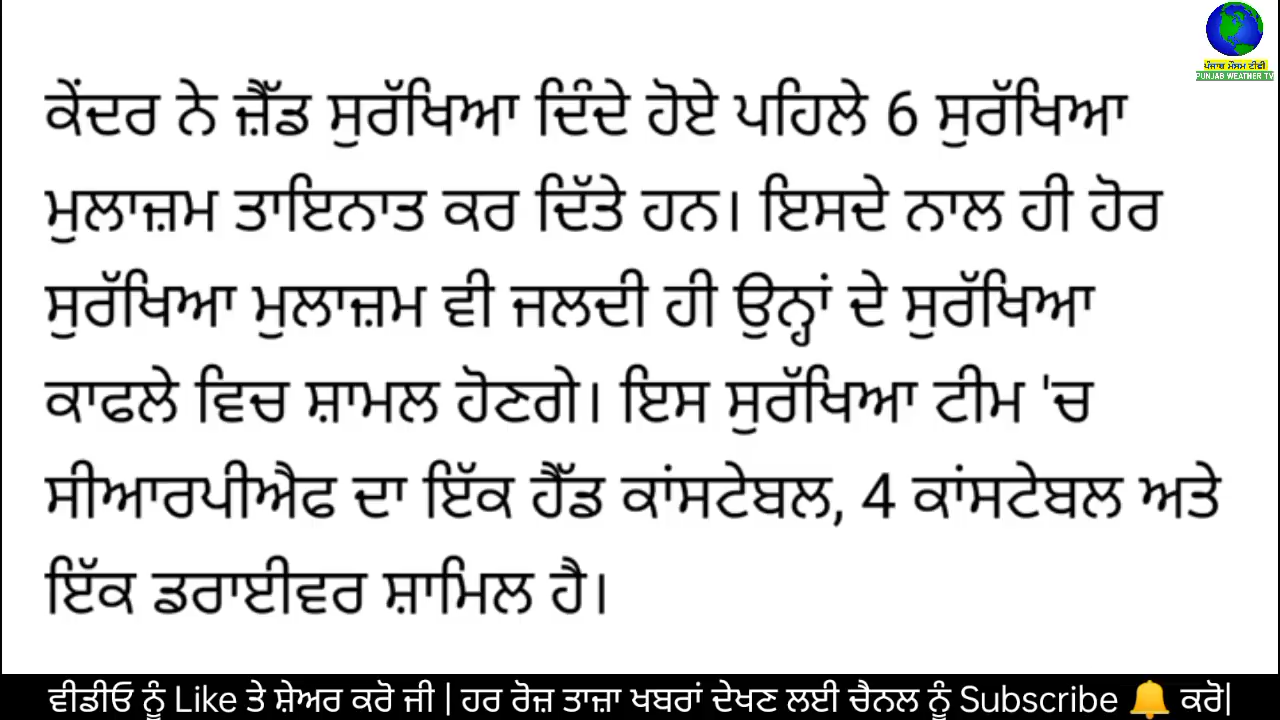 ਪੰਜਾਬ ਮੌਸਮ ਟੀਵੀ
PUNJAB WEATHER TV
ਕੇਂਦਰ ਨੇ ਜ਼ੈੱਡ ਸੁਰੱਖਿਆ ਦਿੰਦੇ ਹੋਏ ਪਹਿਲੇ 6 ਸੁਰੱਖਿਆ
ਮੁਲਾਜ਼ਮ ਤਾਇਨਾਤ ਕਰ ਦਿੱਤੇ ਹਨ। ਇਸਦੇ ਨਾਲ ਹੀ ਹੋਰ
ਸੁਰੱਖਿਆ ਮੁਲਾਜ਼ਮ ਵੀ ਜਲਦੀ ਹੀ ਉਨ੍ਹਾਂ ਦੇ ਸੁਰੱਖਿਆ
ਕਾਫਲੇ ਵਿਚ ਸ਼ਾਮਲ ਹੋਣਗੇ। ਇਸ ਸੁਰੱਖਿਆ ਟੀਮ 'ਚ
ਸੀਆਰਪੀਐਫ ਦਾ ਇੱਕ ਹੈੱਡ ਕਾਂਸਟੇਬਲ, 4 ਕਾਂਸਟੇਬਲ ਅਤੇ
ਇੱਕ ਡਰਾਈਵਰ ਸ਼ਾਮਿਲ ਹੈ।
ਵੀਡੀਓ ਨੂੰ Like ਤੇ ਸ਼ੇਅਰ ਕਰੋ ਜੀ | ਹਰ ਰੋਜ਼ ਤਾਜ਼ਾ ਖਬਰਾਂ ਦੇਖਣ ਲਈ ਚੈਨਲ ਨੂੰ Subscribe 🔔 ਕਰੋ|